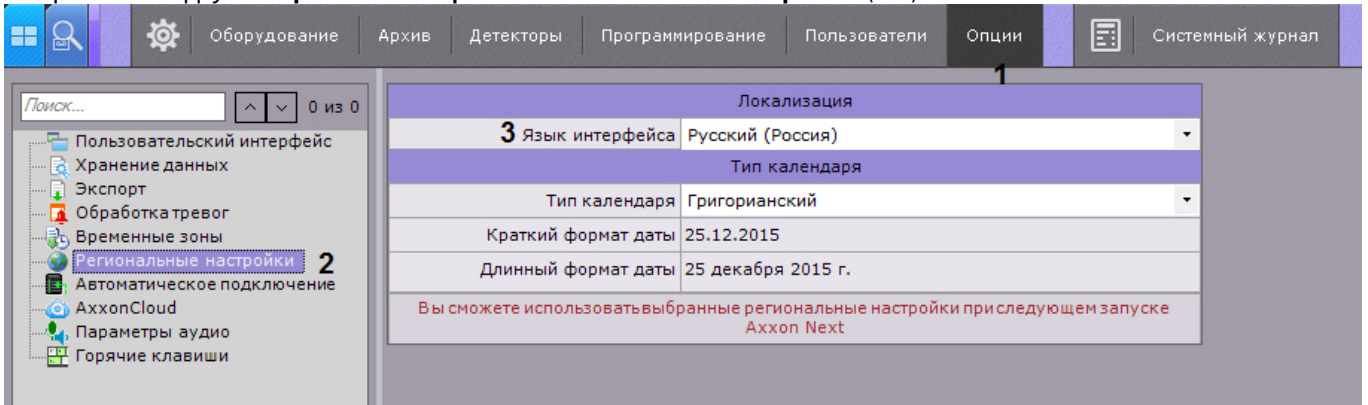 Оборудование Архив Детекторы Программирование Пользователи Опции Системный журнал
1
Поиск... 0 из 0
Пользовательский интерфейс
Хранение данных
Экспорт
Обработка тревог
Временные зоны
Региональные настройки 2
Автоматическое подключение
AxxonCloud
Параметры аудио
Горячие клавиши
Локализация
3 Язык интерфейса Русский (Россия)
Тип календаря
Тип календаря Григорианский
Краткий формат даты 25.12.2015
Длинный формат даты 25 декабря 2015 г.
Вы сможете использовать выбранные региональные настройки при следующем запуске
Axxon Next